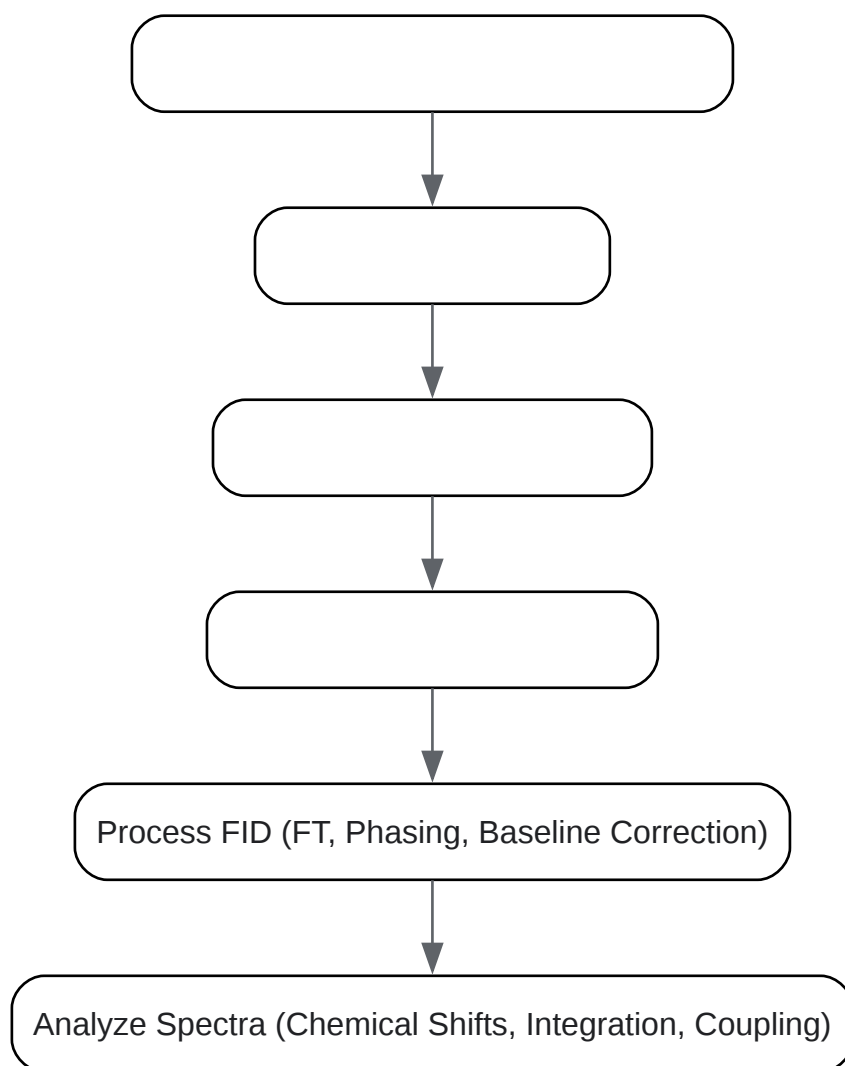 Process FID (FT, Phasing, Baseline Correction)
Analyze Spectra (Chemical Shifts, Integration, Coupling)